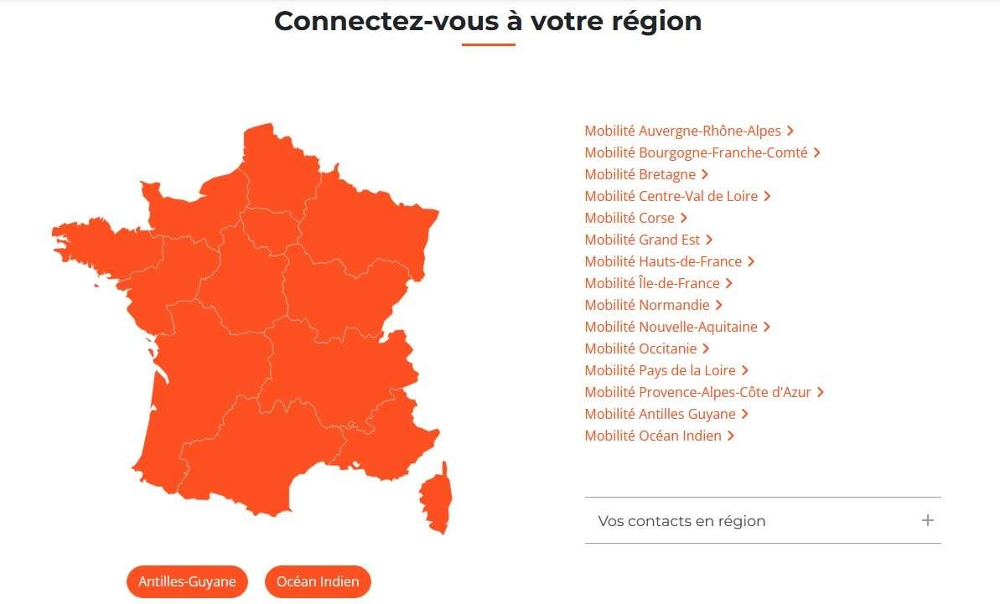 Connectez-vous à votre région
Mobilité Auvergne-Rhône-Alpes
Mobilité Bourgogne-Franche-Comté
Mobilité Bretagne
Mobilité Centre-Val de Loire
Mobilité Corse
Mobilité Grand Est
Mobilité Hauts-de-France
Mobilité Île-de-France
Mobilité Normandie
Mobilité Nouvelle-Aquitaine
Mobilité Occitanie
Mobilité Pays de la Loire
Mobilité Provence-Alpes-Côte d'Azur
Mobilité Antilles Guyane
Mobilité Océan Indien
Vos contacts en région
Antilles-Guyane
Océan Indien